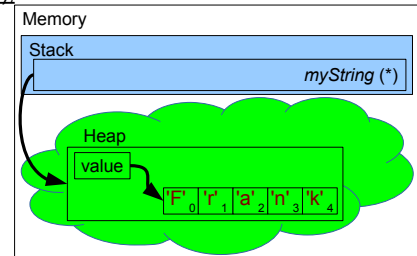 Memory
Stack
myString (*)
Heap
value
'F' 0 'r' 1 'a' 2 'n' 3 'k' 4